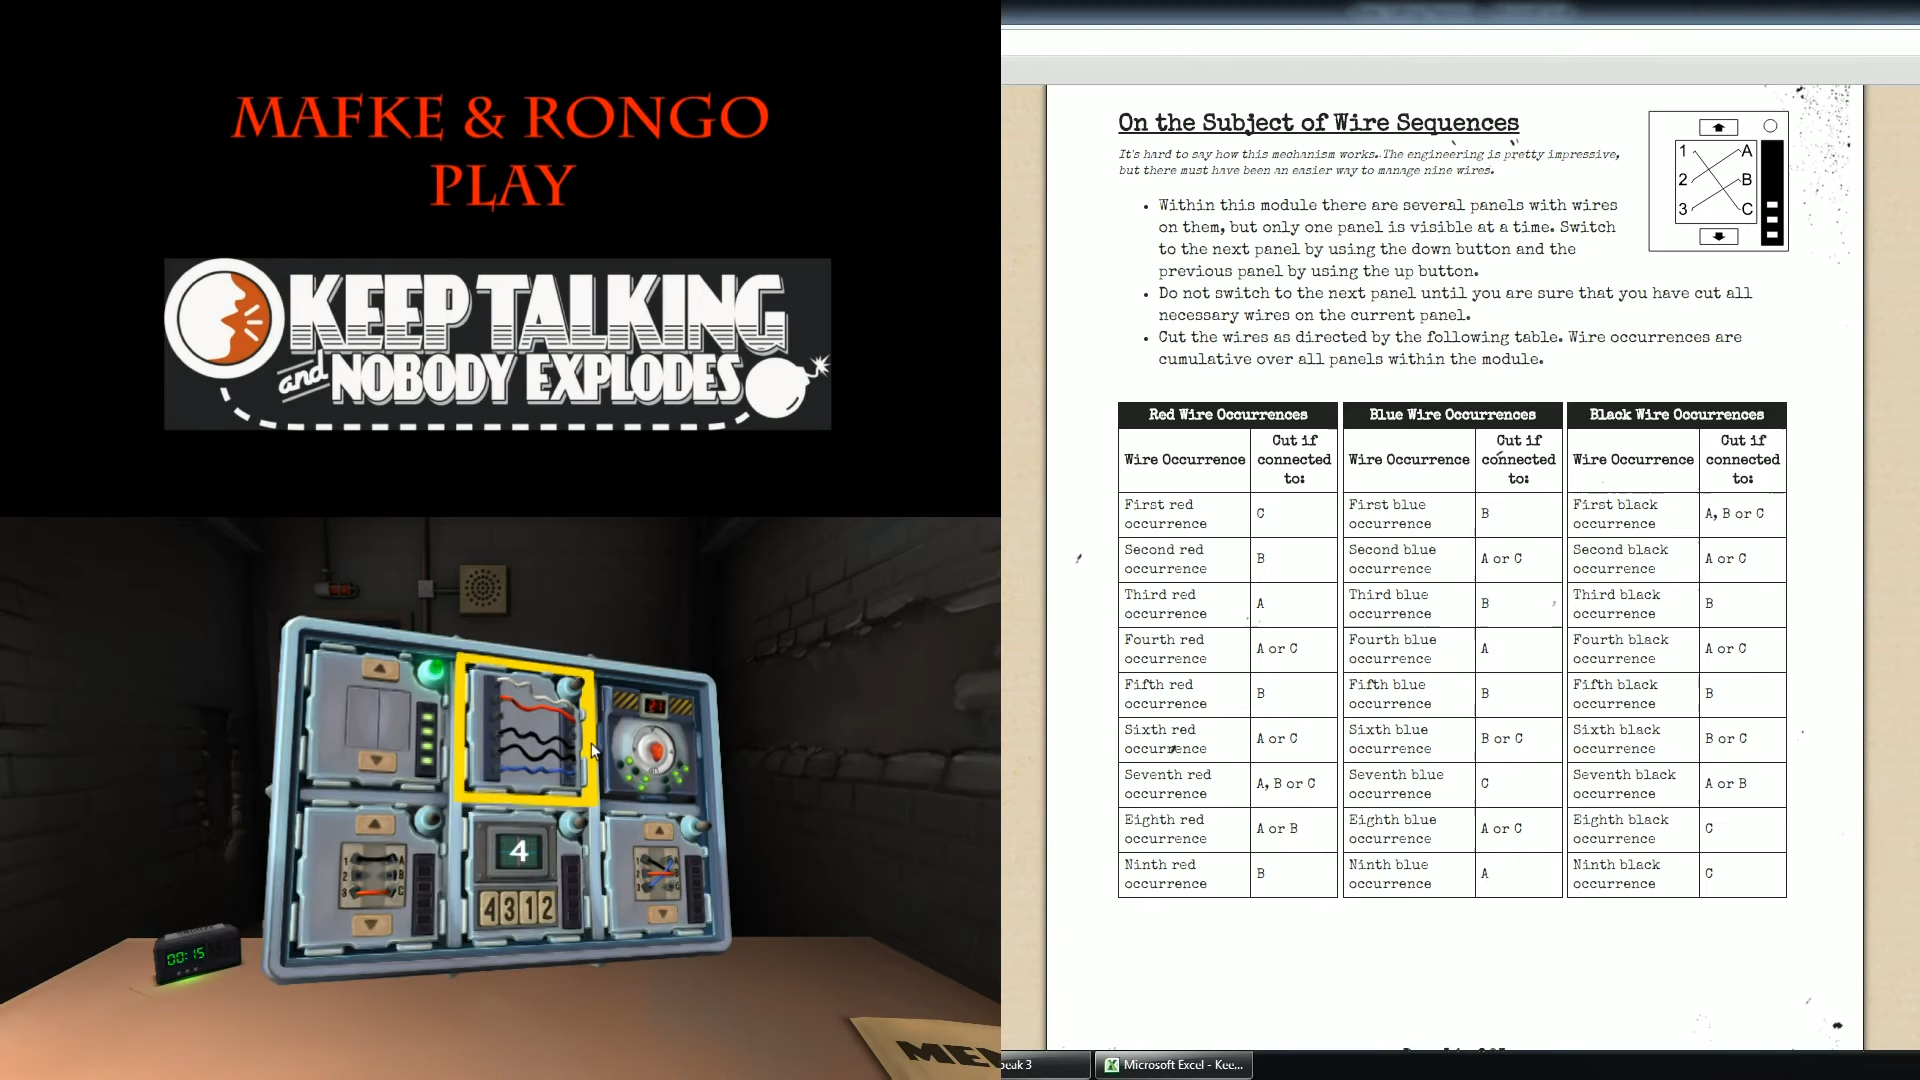 MAFKE & RONGO
PLAY
KEEP TALKING
and NOBODY EXPLODES
21
1 A
2 B
3 C
4
4 3 1 2
1 A
2 B
3 C
00:15
On the Subject of Wire Sequences
It's hard to say how this mechanism works. The engineering is pretty impressive,
but there must have been an easier way to manage nine wires.
1 A
2 B
3 C
• Within this module there are several panels with wires
on them, but only one panel is visible at a time. Switch
to the next panel by using the down button and the
previous panel by using the up button.
• Do not switch to the next panel until you are sure that you have cut all
necessary wires on the current panel.
• Cut the wires as directed by the following table. Wire occurrences are
cumulative over all panels within the module.
Red Wire Occurrences Blue Wire Occurrences Black Wire Occurrences
Wire Occurrence Cut if connected to: Wire Occurrence Cut if connected to: Wire Occurrence Cut if connected to:
First red occurrence C First blue occurrence B First black occurrence A, B or C
Second red occurrence B Second blue occurrence A or C Second black occurrence A or C
Third red occurrence A Third blue occurrence B Third black occurrence B
Fourth red occurrence A or C Fourth blue occurrence A Fourth black occurrence A or C
Fifth red occurrence B Fifth blue occurrence B Fifth black occurrence B
Sixth red occurrence A or C Sixth blue occurrence B or C Sixth black occurrence B or C
Seventh red occurrence A, B or C Seventh blue occurrence C Seventh black occurrence A or B
Eighth red occurrence A or B Eighth blue occurrence A or C Eighth black occurrence C
Ninth red occurrence B Ninth blue occurrence A Ninth black occurrence C
eak 3
Microsoft Excel - Kee...